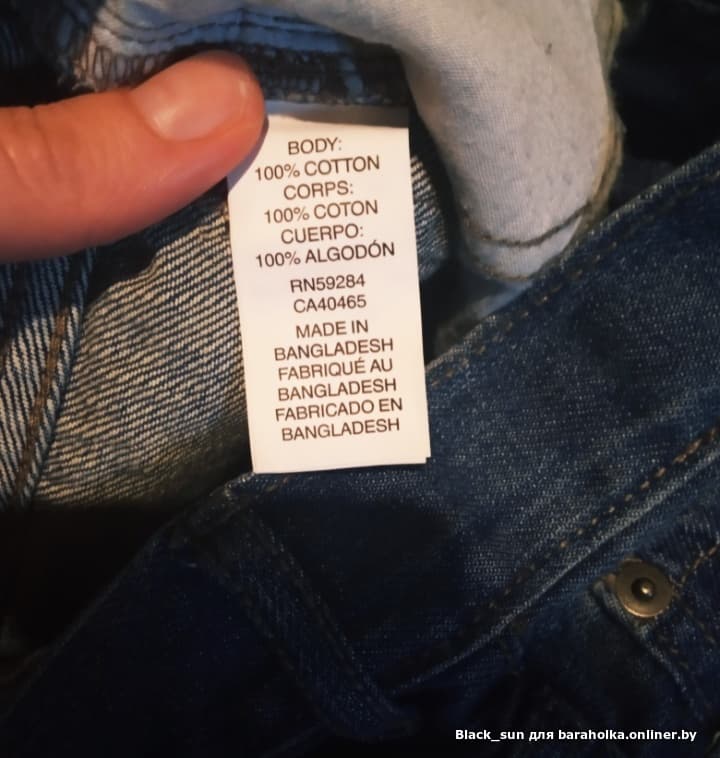 BODY:
100% COTTON
CORPS:
100% COTON
CUERPO:
100% ALGODÓN
RN59284
CA40465
MADE IN
BANGLADESH
FABRIQUÉ AU
BANGLADESH
FABRICADO EN
BANGLADESH
Black_sun для baraholka.onliner.by